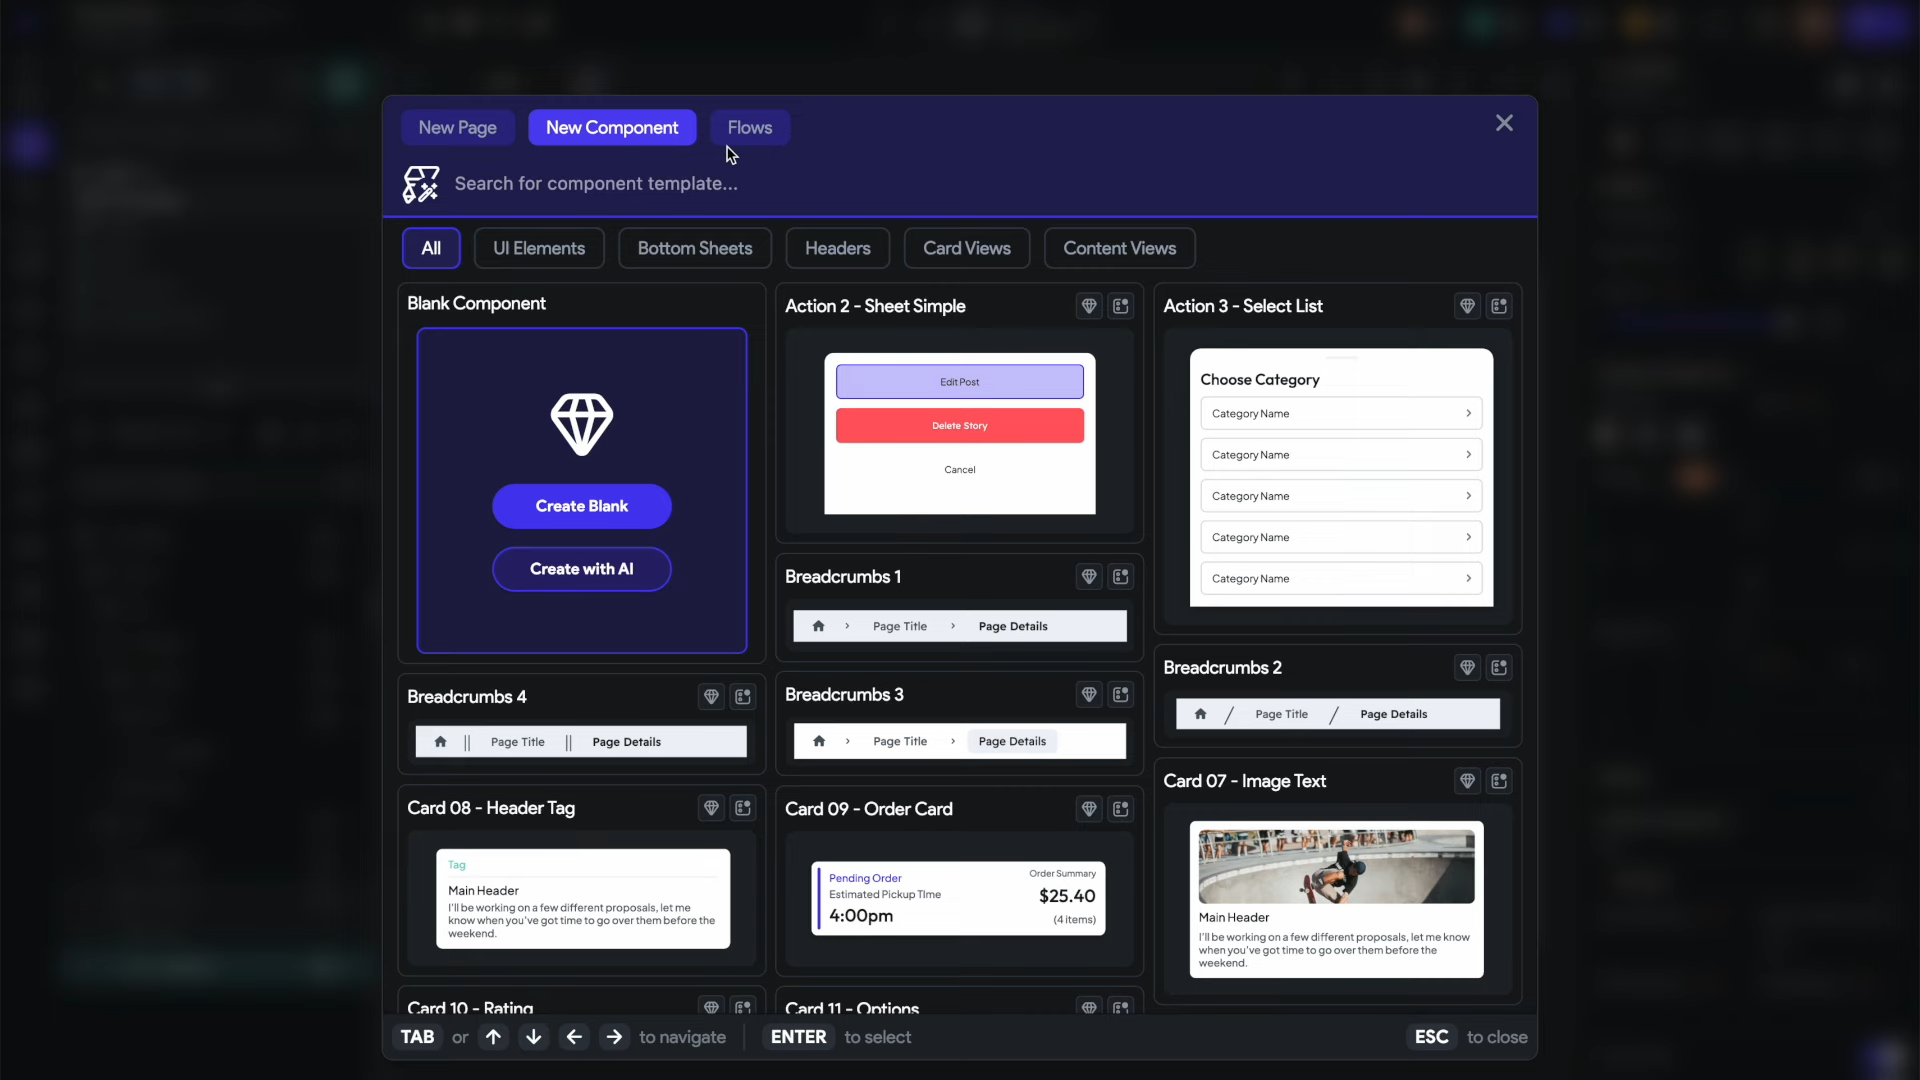 New Page
New Component
Flows
Search for component template...
All
UI Elements
Bottom Sheets
Headers
Card Views
Content Views
Blank Component
Create Blank
Create with AI
Action 2 - Sheet Simple
Edit Post
Delete Story
Cancel
Action 3 - Select List
Choose Category
Category Name
Category Name
Category Name
Category Name
Category Name
Breadcrumbs 1
Page Title
Page Details
Breadcrumbs 2
Page Title
Page Details
Breadcrumbs 4
Page Title
Page Details
Breadcrumbs 3
Page Title
Page Details
Card 07 - Image Text
Main Header
I'll be working on a few different proposals, let me know
when you've got time to go over them before the
weekend.
Card 08 - Header Tag
Tag
Main Header
I'll be working on a few different proposals, let me
know when you've got time to go over them before the
weekend.
Card 09 - Order Card
Pending Order
Estimated Pickup TIme
4:00pm
Order Summary
$25.40
(4 items)
Card 10 - Rating
Card 11 - Options
TAB or ↑ ↓ ← → to navigate
ENTER to select
ESC to close